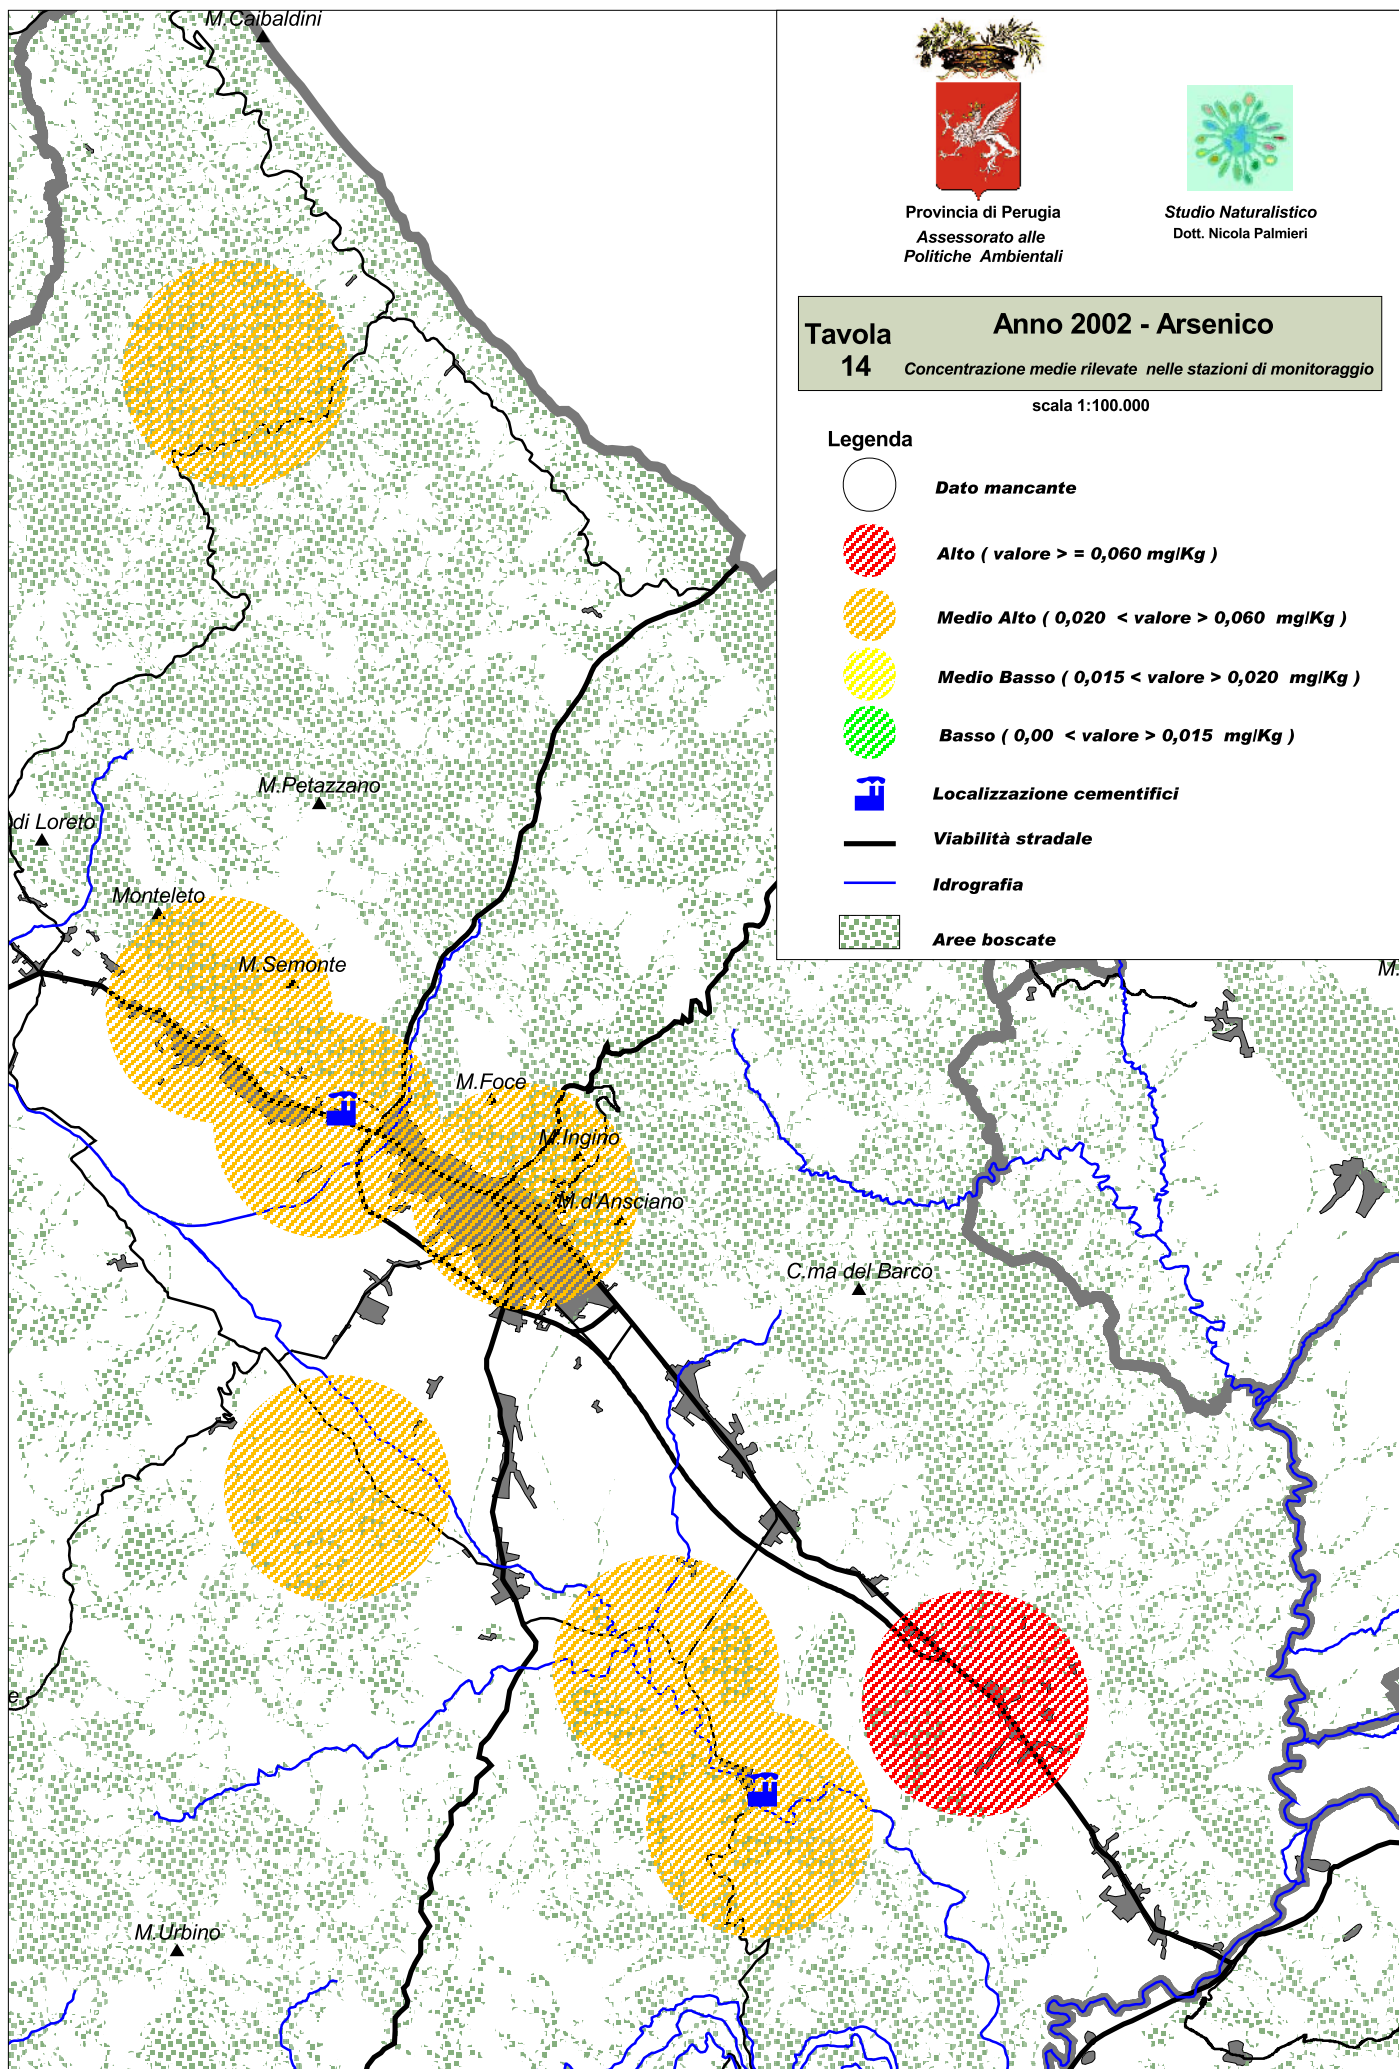 M.Caibaldini
Provincia di Perugia
Assessorato alle
Politiche Ambientali
Studio Naturalistico
Dott. Nicola Palmieri
Tavola
14
Anno 2002 - Arsenico
Concentrazione medie rilevate nelle stazioni di monitoraggio
scala 1:100.000
Legenda
Dato mancante
Alto ( valore > = 0,060 mg/Kg )
Medio Alto ( 0,020 < valore > 0,060 mg/Kg )
Medio Basso ( 0,015 < valore > 0,020 mg/Kg )
Basso ( 0,00 < valore > 0,015 mg/Kg )
Localizzazione cementifici
Viabilità stradale
Idrografia
Aree boscate
M.Petazzano
di Loreto
Monteleto
M.Semonte
M.
M.Foce
M.Ingino
M.d'Ansciano
C.ma del Barco
e
M.Urbino